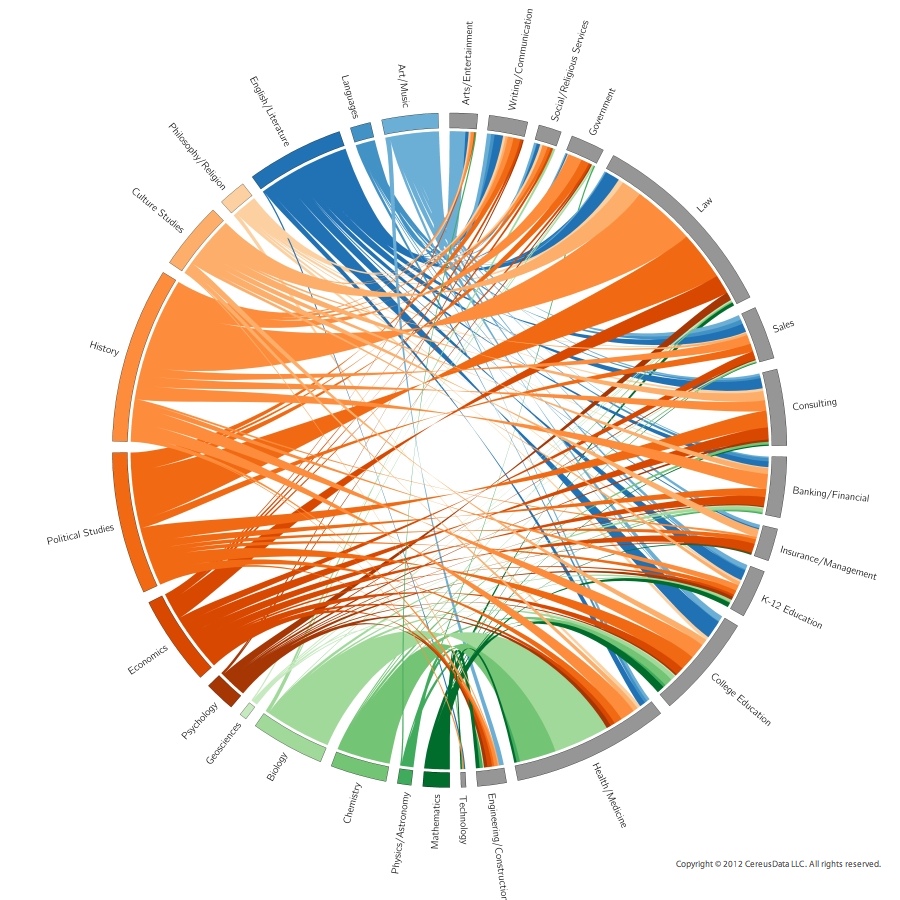 Arts/Entertainment
Writing/Communication
Social/Religious Services
Government
Law
Sales
Consulting
Banking/Financial
Insurance/Management
K-12 Education
College Education
Health/Medicine
Engineering/Construction
Technology
Mathematics
Physics/Astronomy
Chemistry
Biology
Geosciences
Psychology
Economics
Political Studies
History
Culture Studies
Philosophy/Religion
English/Literature
Languages
Art/Music
Copyright © 2012 CereusData LLC. All rights reserved.